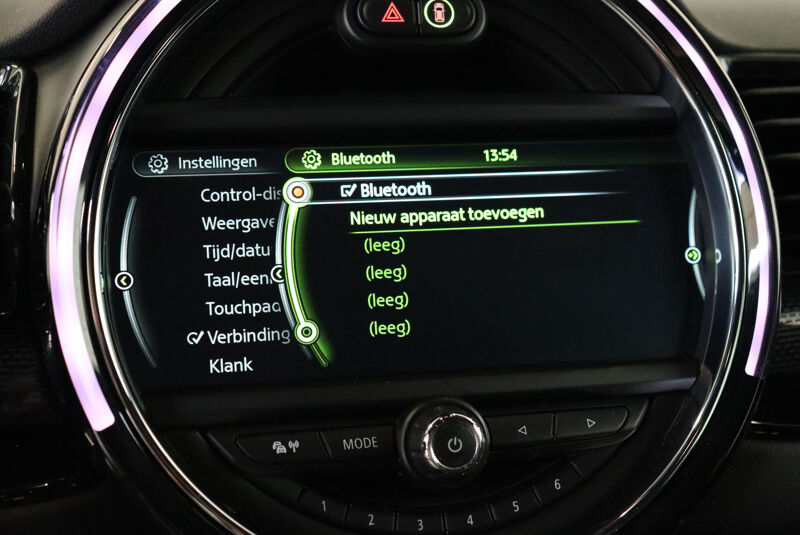 Instellingen
Bluetooth
13:54
Control-dis
Weergave
Tijd/datu
Taal/een
Touchpad
Verbinding
Klank
Bluetooth
Nieuw apparaat toevoegen
(leeg)
(leeg)
(leeg)
(leeg)
MODE
1
2
3
4
5
6